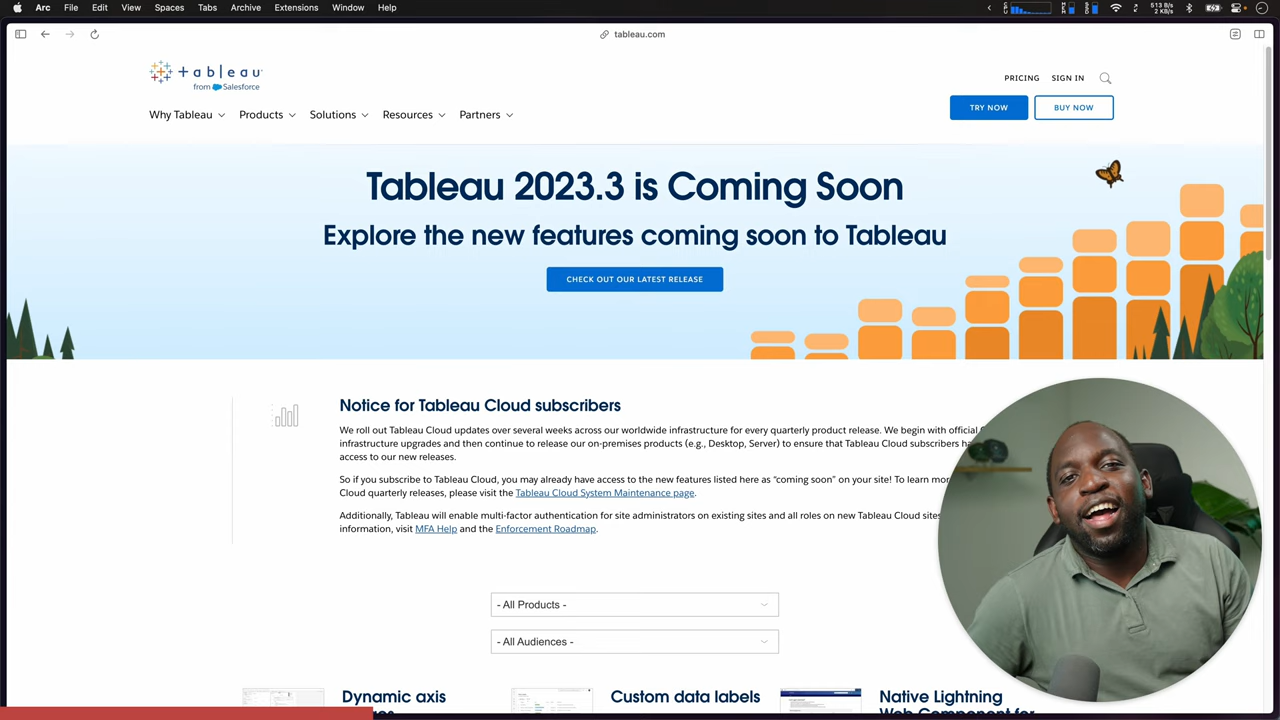 Arc File Edit View Spaces Tabs Archive Extensions Window Help
513 B/s
2 KB/s
tableau.com
+ableau
from Salesforce
PRICING SIGN IN
Why Tableau Products Solutions Resources Partners
TRY NOW BUY NOW
Tableau 2023.3 is Coming Soon
Explore the new features coming soon to Tableau
CHECK OUT OUR LATEST RELEASE
Notice for Tableau Cloud subscribers
We roll out Tableau Cloud updates over several weeks across our worldwide infrastructure for every quarterly product release. We begin with official
infrastructure upgrades and then continue to release our on-premises products (e.g., Desktop, Server) to ensure that Tableau Cloud subscribers
access to our new releases.
So if you subscribe to Tableau Cloud, you may already have access to the new features listed here as “coming soon” on your site! To learn
Cloud quarterly releases, please visit the Tableau Cloud System Maintenance page.
Additionally, Tableau will enable multi-factor authentication for site administrators on existing sites and all roles on new Tableau Cloud
information, visit MFA Help and the Enforcement Roadmap.
- All Products -
- All Audiences -
Dynamic axis Custom data labels Native Lightning
Web Component for